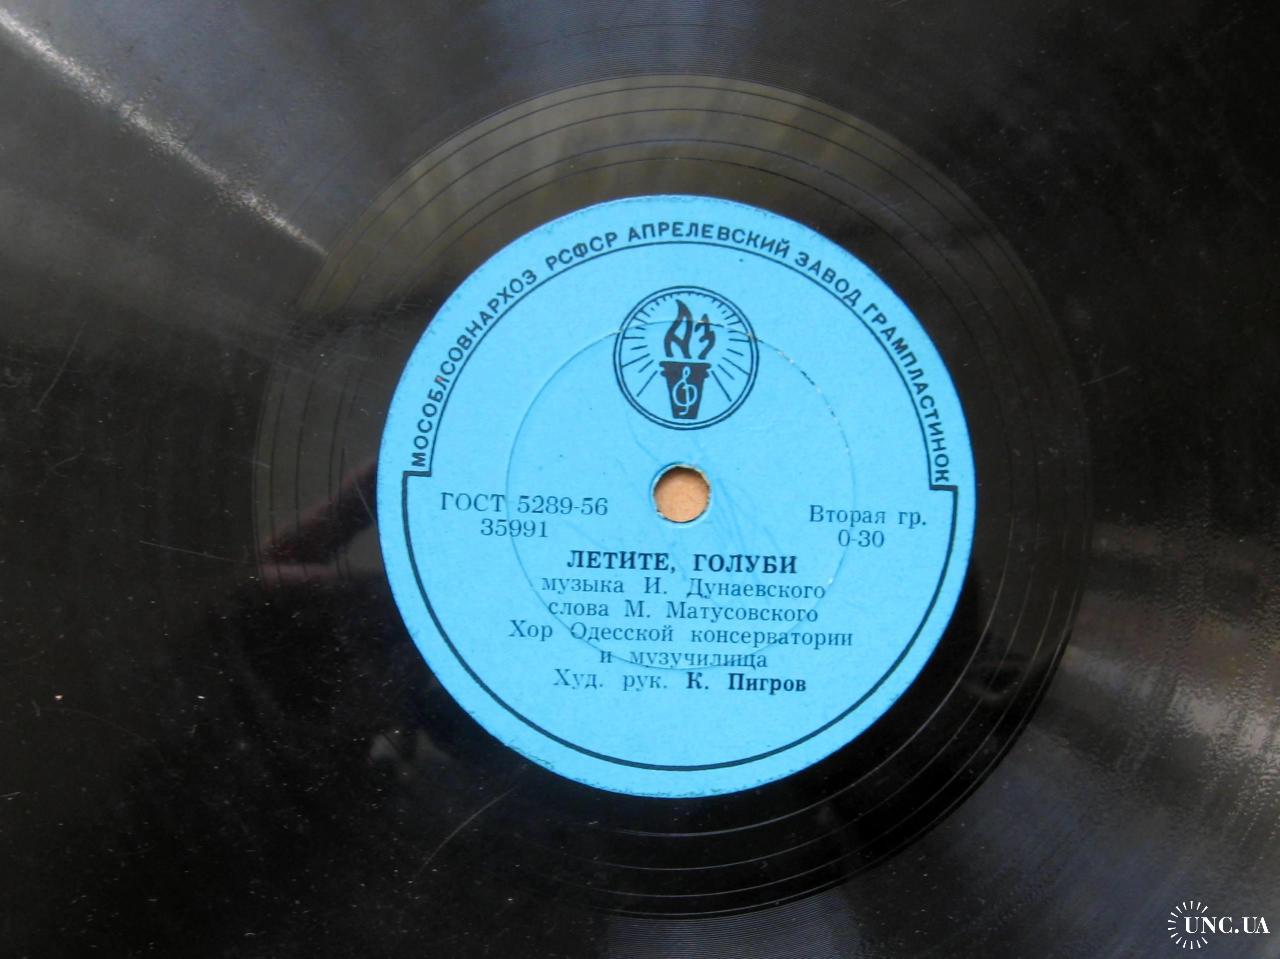 МОСОБЛСОВНАРХОЗ РСФСР АПРЕЛЕВСКИЙ ЗАВОД ГРАМПЛАСТИНОК
АЗ
ГОСТ 5289-56
35991
Вторая гр.
0-30
ЛЕТИТЕ, ГОЛУБИ
музыка И. Дунаевского
слова М. Матусовского
Хор Одесской консерватории
и музучилища
Худ. рук. К. Пигров
UNC.UA